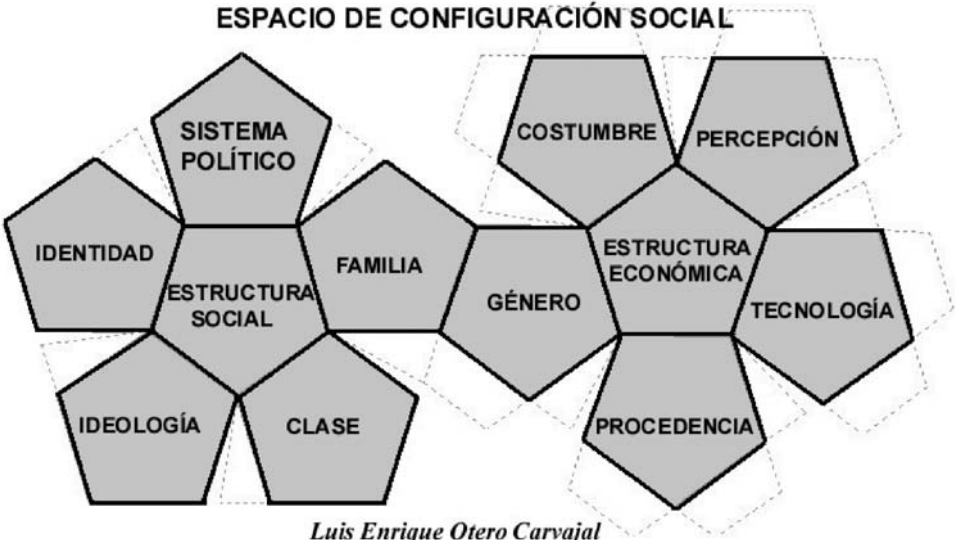 ESPACIO DE CONFIGURACIÓN SOCIAL
SISTEMA
POLÍTICO
COSTUMBRE
PERCEPCIÓN
IDENTIDAD
ESTRUCTURA
SOCIAL
FAMILIA
GÉNERO
ESTRUCTURA
ECONÓMICA
TECNOLOGÍA
IDEOLOGÍA
CLASE
PROCEDENCIA
Luis Enrique Otero Carvajal